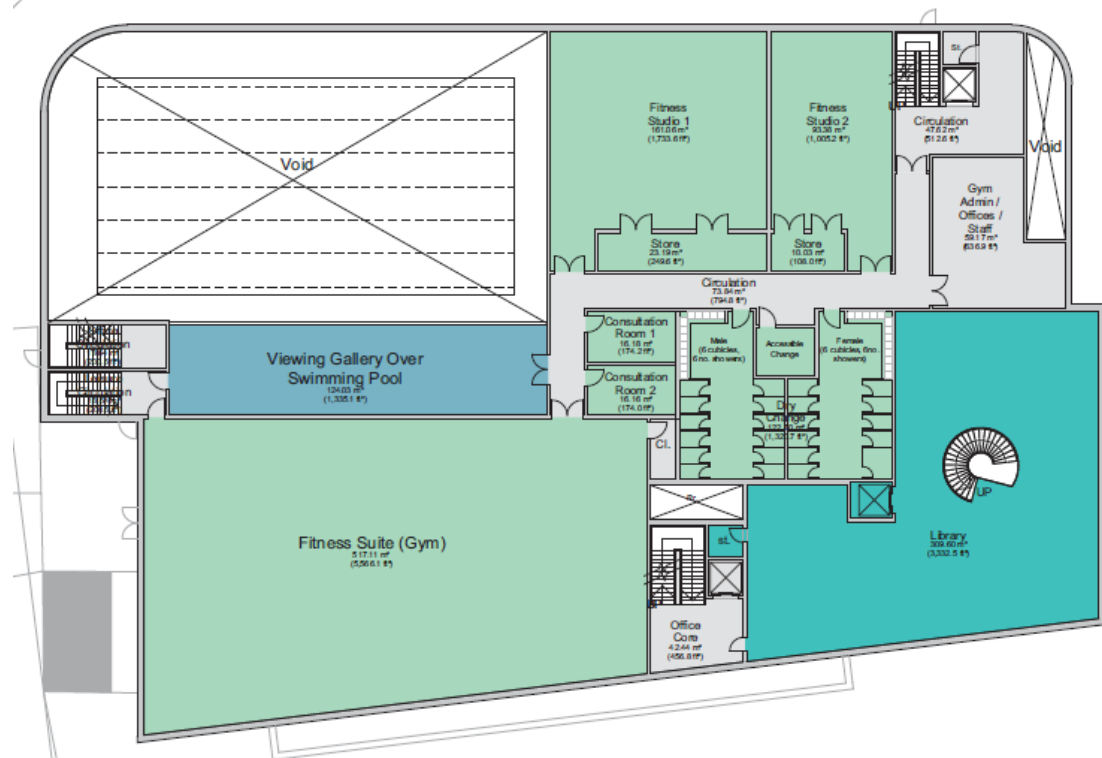 Void
Fitness
Studio 1
161.06 m²
(1,733.6 ft²)
Fitness
Studio 2
93.38 m²
(1,005.2 ft²)
UP
st.
Circulation
47.62 m²
(512.6 ft²)
Void
Gym
Admin /
Offices /
Staff
59.17 m²
(636.9 ft²)
Store
23.19 m²
(249.6 ft²)
Store
10.03 m²
(108.0 ft²)
Circulation
73.84 m²
(794.8 ft²)
Viewing Gallery Over
Swimming Pool
124.03 m²
(1,335.1 ft²)
Consultation
Room 1
16.18 m²
(174.2 ft²)
Consultation
Room 2
16.16 m²
(174.0 ft²)
Male
(6 cubicles,
6 no. showers)
Accessible
Change
Female
(6 cubicles, 6no.
showers)
Dry
Change
Cl.
Fitness Suite (Gym)
517.11 m²
(5,566.1 ft²)
st.
Office
Core
42.44 m²
(456.8 ft²)
UP
Library
309.60 m²
(3,332.5 ft²)